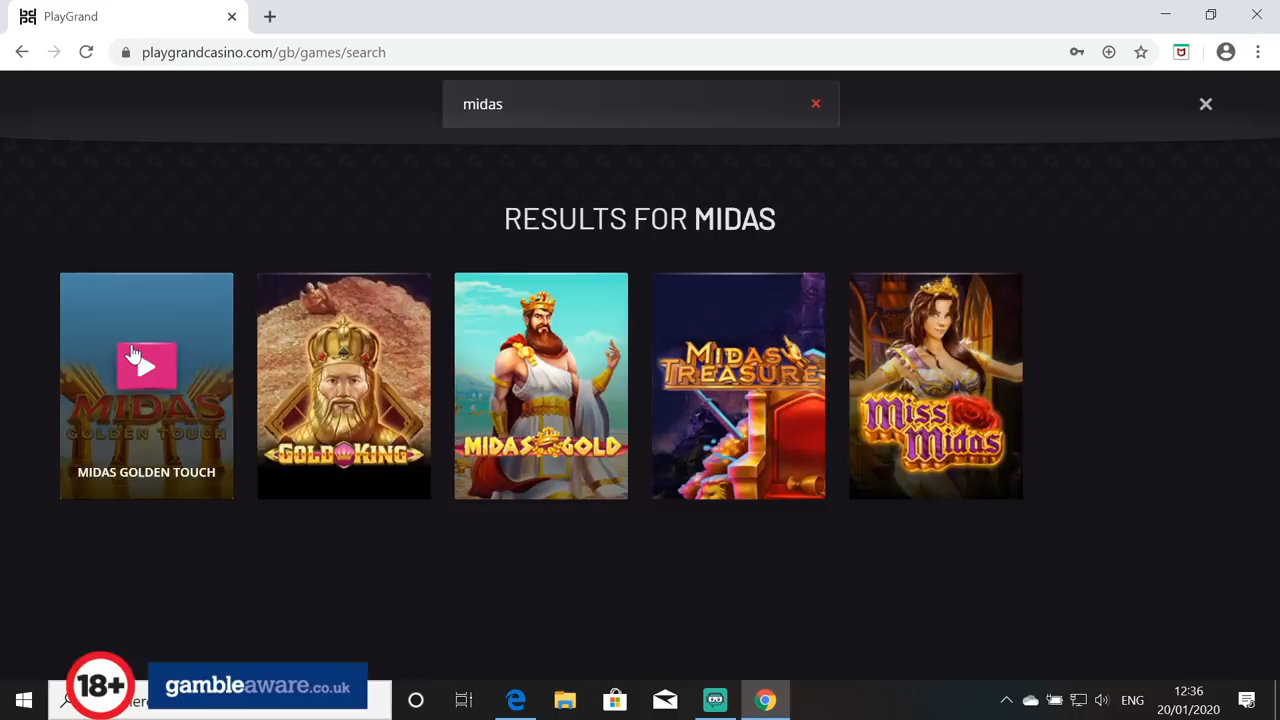 PlayGrand
playgrandcasino.com/gb/games/search
midas
RESULTS FOR MIDAS
MIDAS
GOLDEN TOUCH
MIDAS GOLDEN TOUCH
GOLD KING
MIDAS GOLD
MIDAS
TREASURE
Miss
Midas
18+
gambleaware.co.uk
here
ENG
12:36
20/01/2020